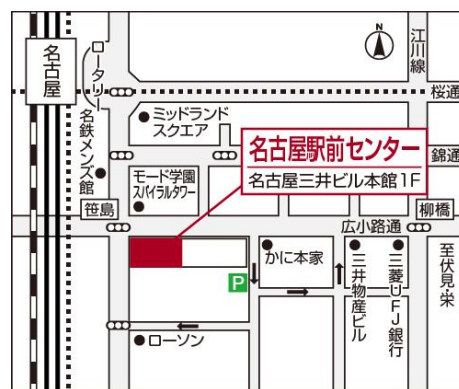 名古屋
ロータリー
名鉄メンズ館
江川線
N
桜通
ミッドランド
スクエア
名古屋駅前センター
名古屋三井ビル本館1F
錦通
モード学園
スパイラルタワー
笹島
柳橋
広小路通
かに本家
三井物産ビル
三菱UFJ銀行
至伏見・栄
P
ローソン